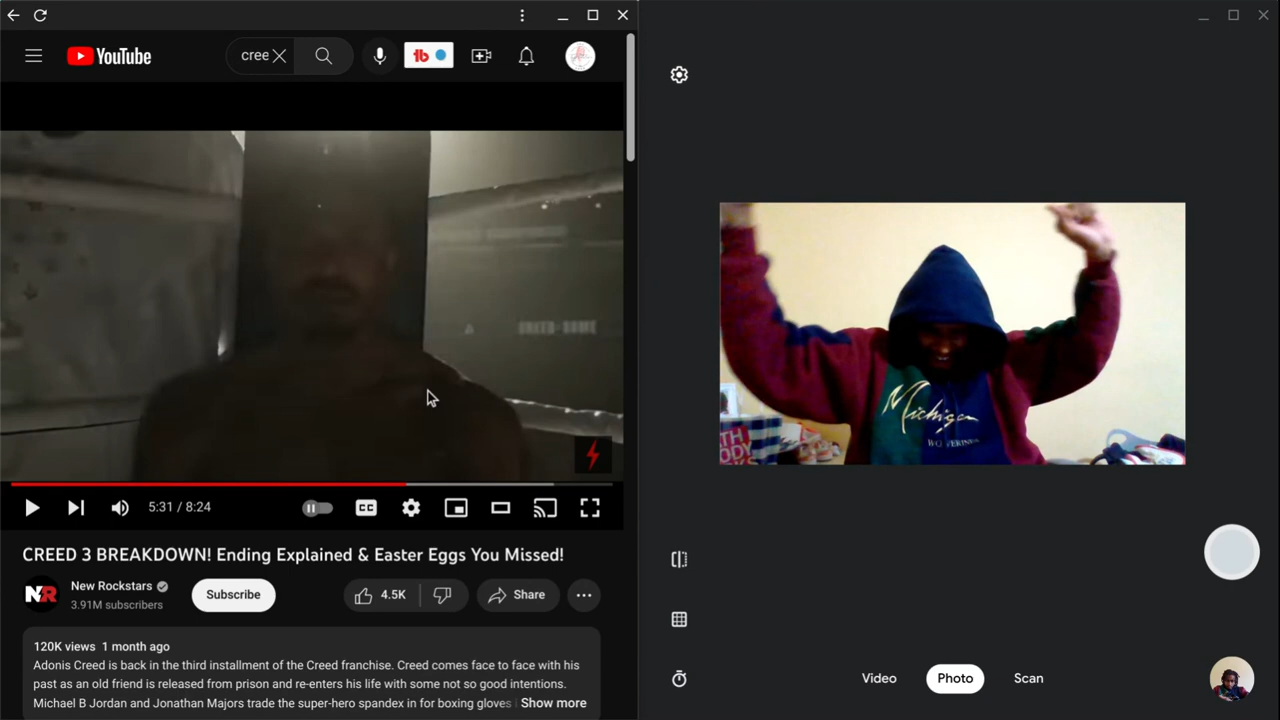 YouTube
cree
tb
5:31 / 8:24
CC
CREED 3 BREAKDOWN! Ending Explained & Easter Eggs You Missed!
NR
New Rockstars
3.91M subscribers
Subscribe
4.5K
Share
120K views 1 month ago
Adonis Creed is back in the third installment of the Creed franchise. Creed comes face to face with his
past as an old friend is released from prison and re-enters his life with some not so good intentions.
Michael B Jordan and Jonathan Majors trade the super-hero spandex in for boxing gloves
Show more
Michigan
WOLVERINES
Video
Photo
Scan